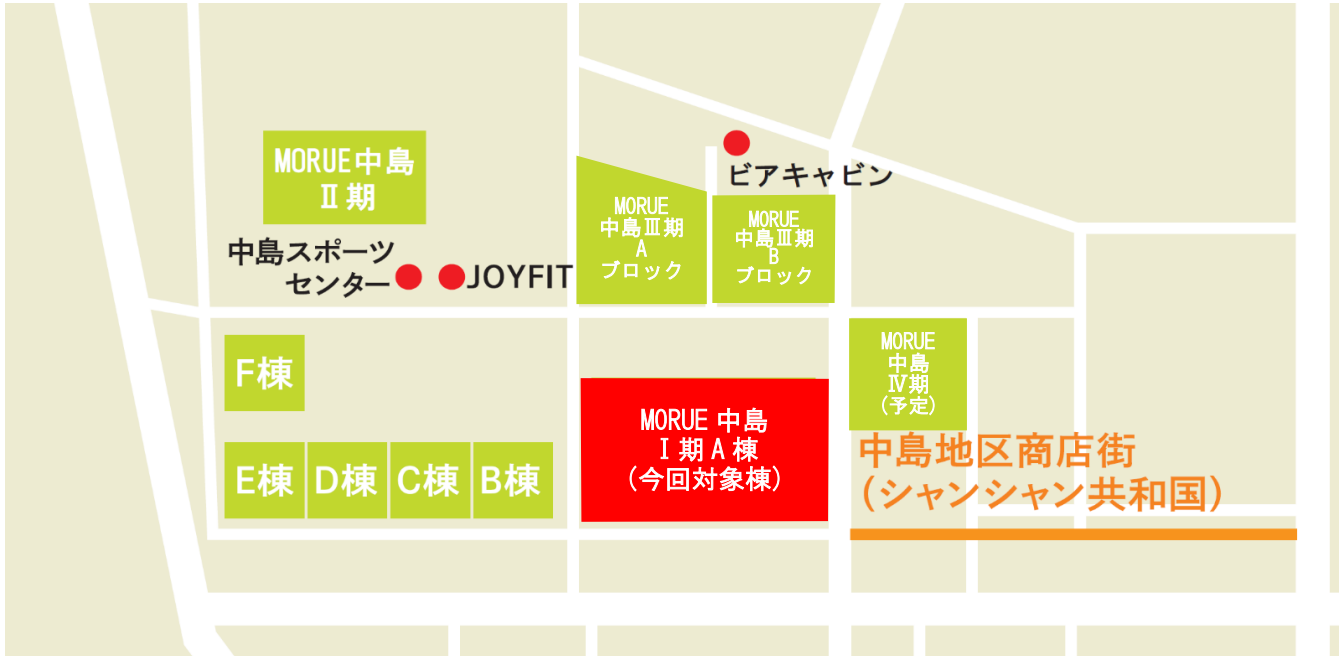 MORUE中島
Ⅱ期
中島スポーツ
センター
JOYFIT
MORUE
中島Ⅲ期
A
ブロック
ビアキャビン
MORUE
中島Ⅲ期
B
ブロック
F棟
E棟
D棟
C棟
B棟
MORUE 中島
Ⅰ期A棟
(今回対象棟)
MORUE
中島
Ⅳ期
(予定)
中島地区商店街
(シャンシャン共和国)